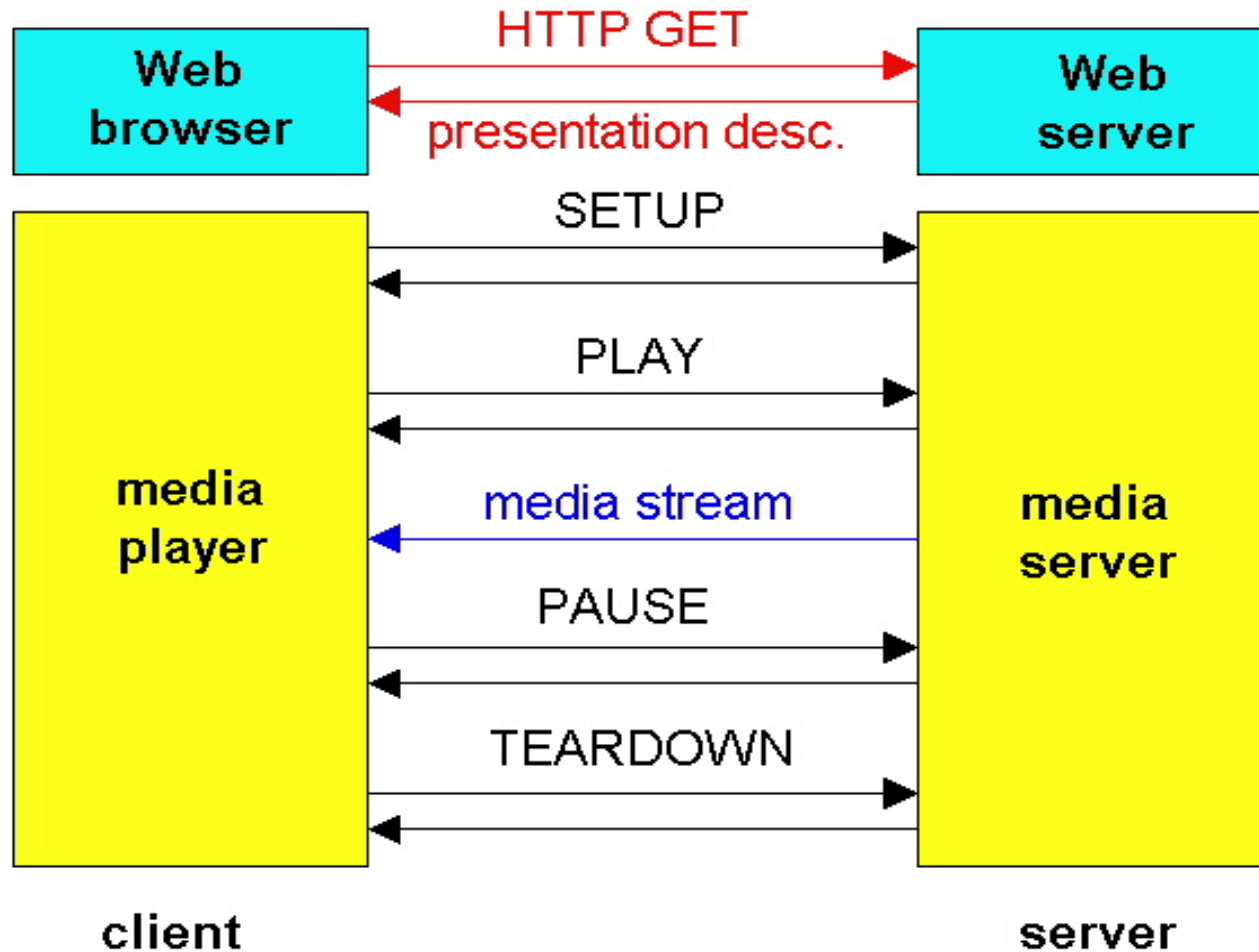 HTTP GET
Web
browser
Web
server
presentation desc.
SETUP
PLAY
media
player
media stream
media
server
PAUSE
TEARDOWN
client
server